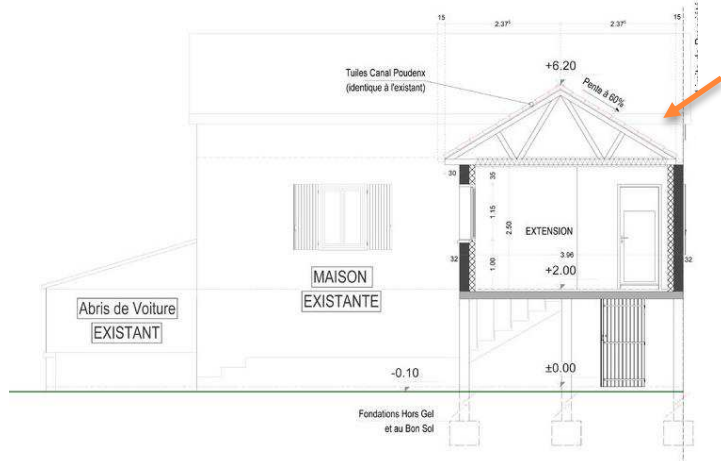 15
2.37⁵
2.37⁵
15
+6.20
Tuiles Canal Poudenx
(identique à l'existant)
Pente à 60%
30
35
1.15
2.50
EXTENSION
1.00
32
3.96
+2.00
32
MAISON
EXISTANTE
Abris de Voiture
EXISTANT
-0.10
±0.00
Fondations Hors Gel
et au Bon Sol